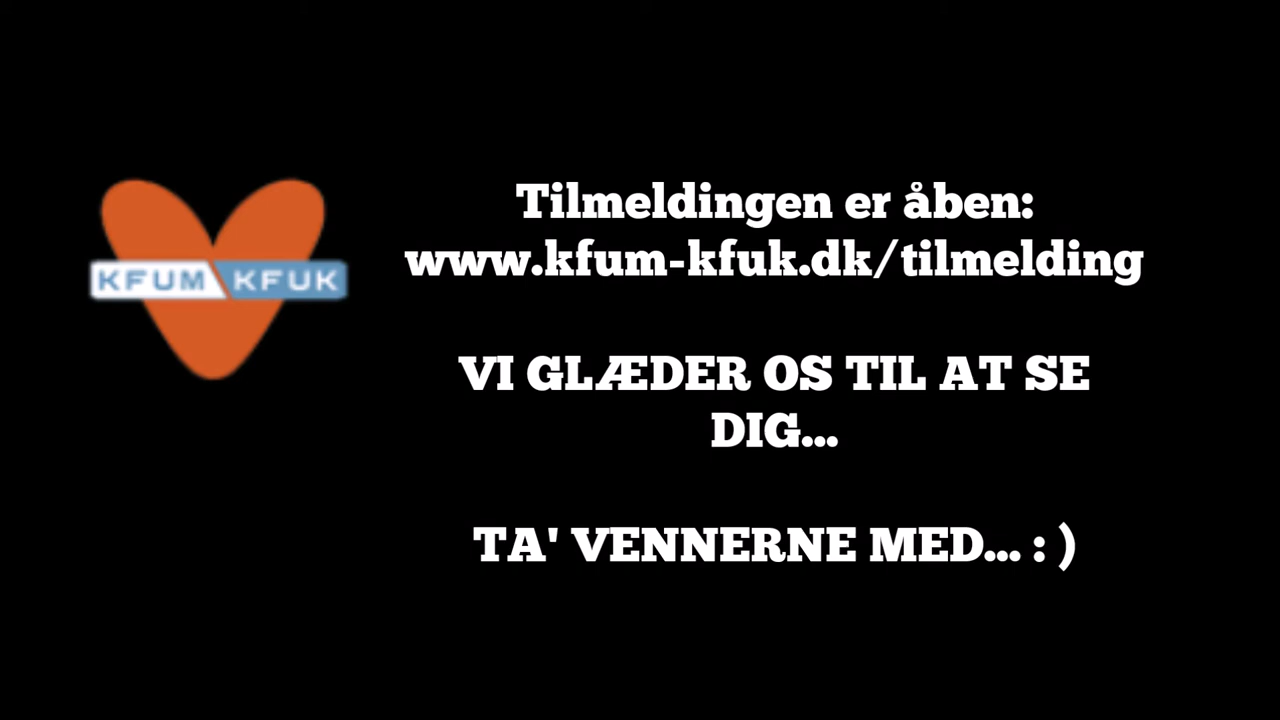 KFUM KFUK
Tilmeldingen er åben:
www.kfum-kfuk.dk/tilmelding
VI GLÆDER OS TIL AT SE
DIG...
TA' VENNERNE MED... : )